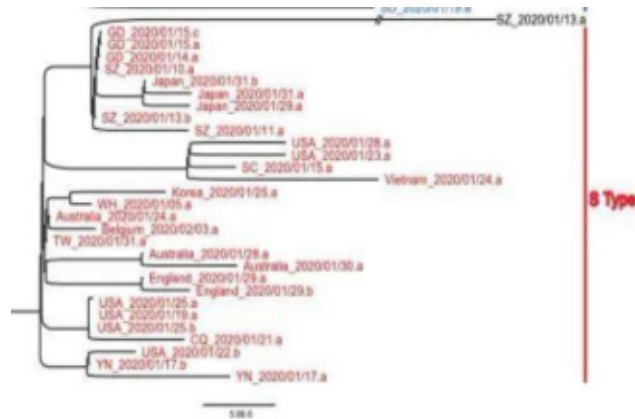 SZ_2020/01/13.a
GD_2020/01/15.c
GD_2020/01/15.a
GD_2020/01/14.a
SZ_2020/01/10.a
Japan_2020/01/31.b
Japan_2020/01/31.a
Japan_2020/01/29.a
SZ_2020/01/13.b
SZ_2020/01/11.a
USA_2020/01/28.a
USA_2020/01/23.a
SC_2020/01/15.a
Vietnam_2020/01/24.a
S Type
Korea_2020/01/25.a
WH_2020/01/05.a
Australia_2020/01/24.a
Belgium_2020/02/03.a
TW_2020/01/31.a
Australia_2020/01/28.a
Australia_2020/01/30.a
England_2020/01/29.a
England_2020/01/29.b
USA_2020/01/25.a
USA_2020/01/19.a
USA_2020/01/25.b
CQ_2020/01/21.a
USA_2020/01/22.b
YN_2020/01/17.b
YN_2020/01/17.a